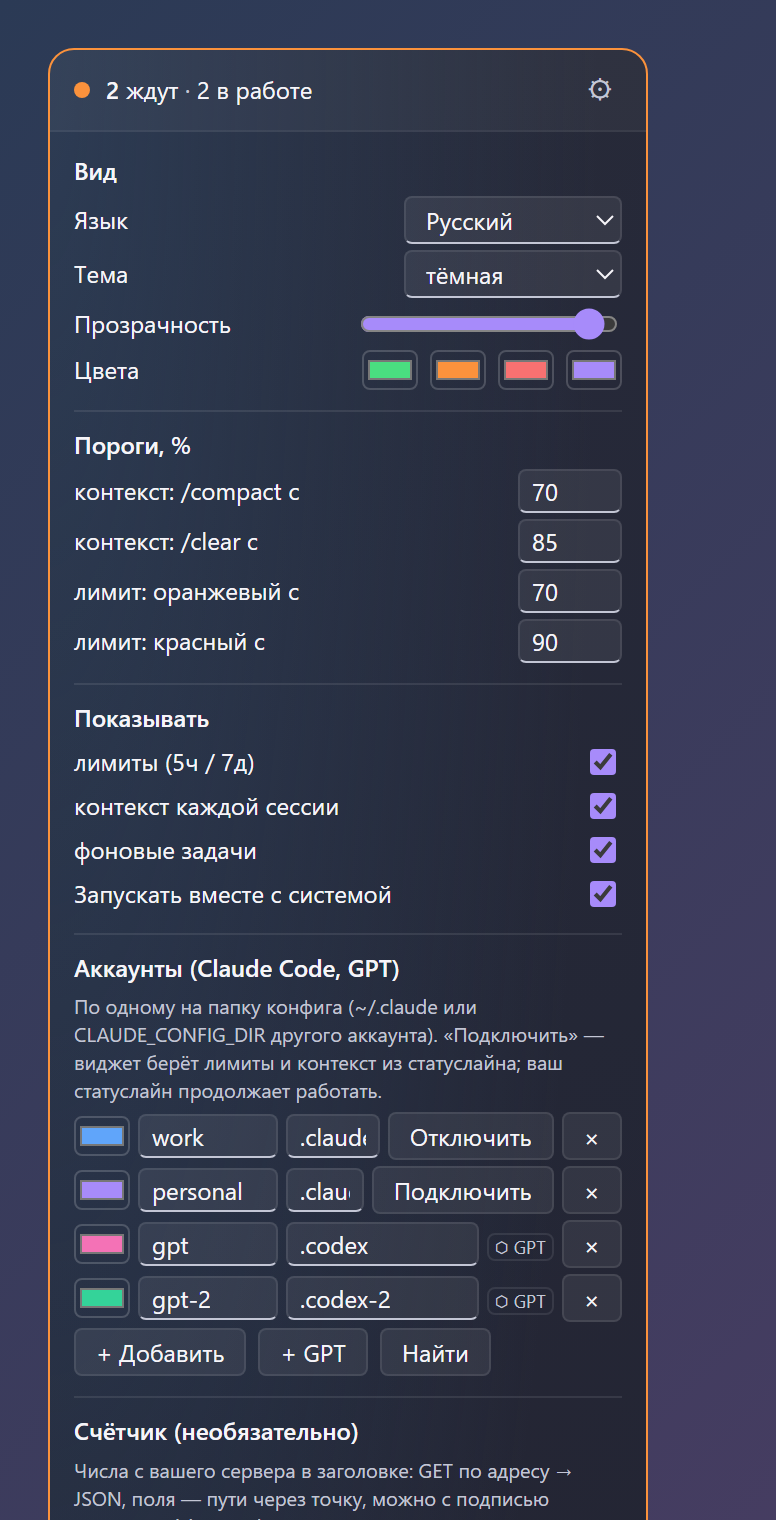 2 ждут · 2 в работе
Вид
Язык Русский
Тема тёмная
Прозрачность
Цвета
Пороги, %
контекст: /compact с 70
контекст: /clear с 85
лимит: оранжевый с 70
лимит: красный с 90
Показывать
лимиты (5ч / 7д)
контекст каждой сессии
фоновые задачи
Запускать вместе с системой
Аккаунты (Claude Code, GPT)
По одному на папку конфига (~/.claude или
CLAUDE_CONFIG_DIR другого аккаунта). «Подключить» —
виджет берёт лимиты и контекст из статуслайна; ваш
статуслайн продолжает работать.
work .claude Отключить ×
personal .clau Подключить ×
gpt .codex GPT ×
gpt-2 .codex-2 GPT ×
+ Добавить + GPT Найти
Счётчик (необязательно)
Числа с вашего сервера в заголовке: GET по адресу →
JSON, поля — пути через точку, можно с подписью